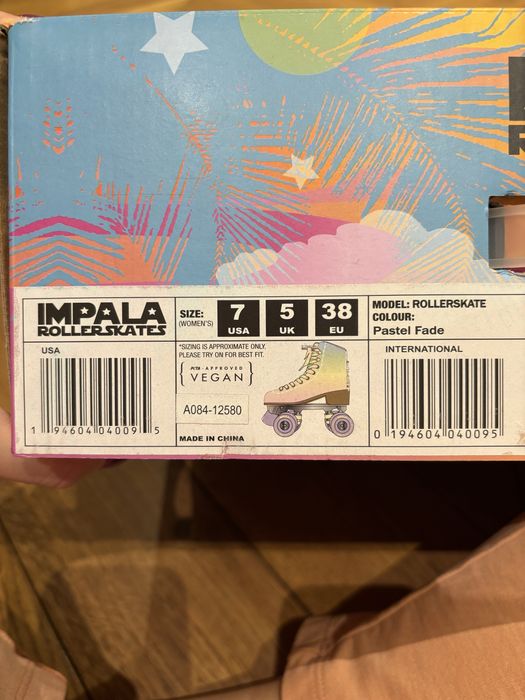 IMPALA
ROLLERSKATES
SIZE:
(WOMEN'S)
7
USA
5
UK
38
EU
*SIZING IS APPROXIMATE ONLY.
PLEASE TRY ON FOR BEST FIT.
PETA - APPROVED
VEGAN
A084-12580
MADE IN CHINA
MODEL: ROLLERSKATE
COLOUR:
Pastel Fade
USA
1 94604 04009 5
INTERNATIONAL
0 194604 040095